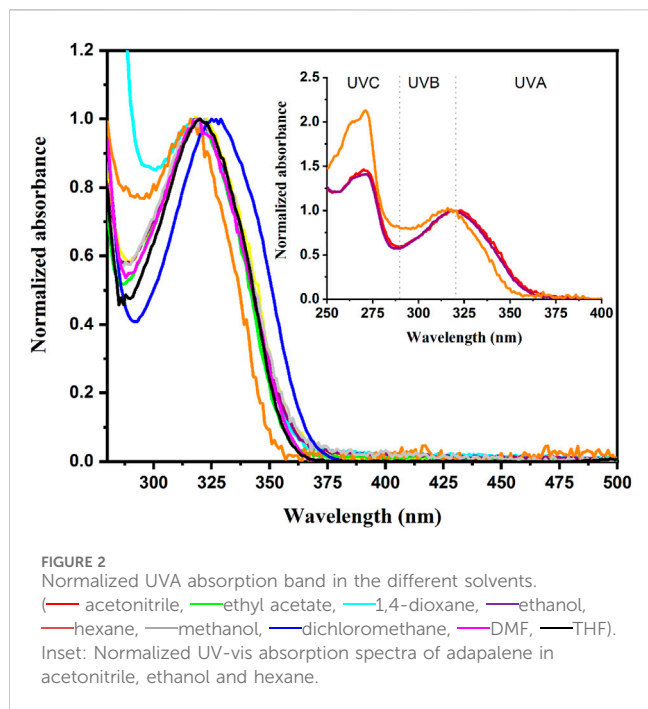 1.2
1.0
0.8
0.6
0.4
0.2
0.0
Normalized absorbance
300 325 350 375 400 425 450 475 500
Wavelength (nm)
2.5
2.0
1.5
1.0
0.5
0.0
Normalized absorbance
UVC UVB UVA
250 275 300 325 350 375 400
Wavelength (nm)
FIGURE 2
Normalized UVA absorption band in the different solvents.
( acetonitrile, ethyl acetate, 1,4-dioxane, ethanol,
hexane, methanol, dichloromethane, DMF, THF).
Inset: Normalized UV-vis absorption spectra of adapalene in
acetonitrile, ethanol and hexane.